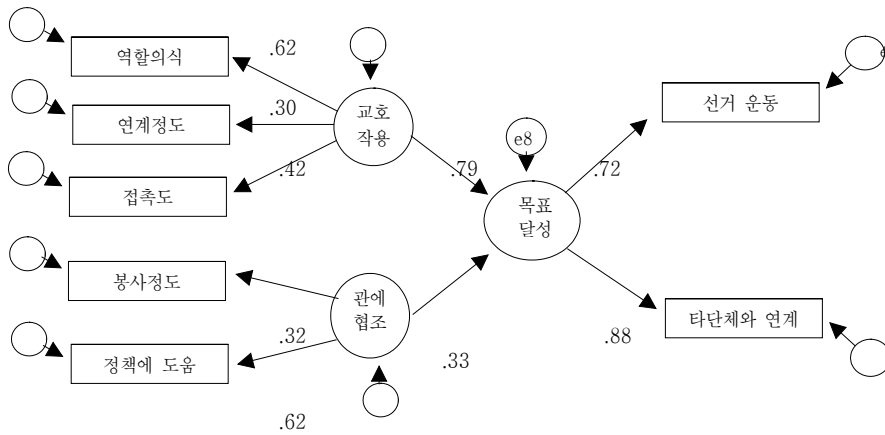 역할의식
.62
연계정도
.30
접촉도
.42
교호
작용
.79
e8
목표
달성
.72
선거 운동
e
봉사정도
.32
정책에 도움
.62
관에
협조
.33
.88
타단체와 연계